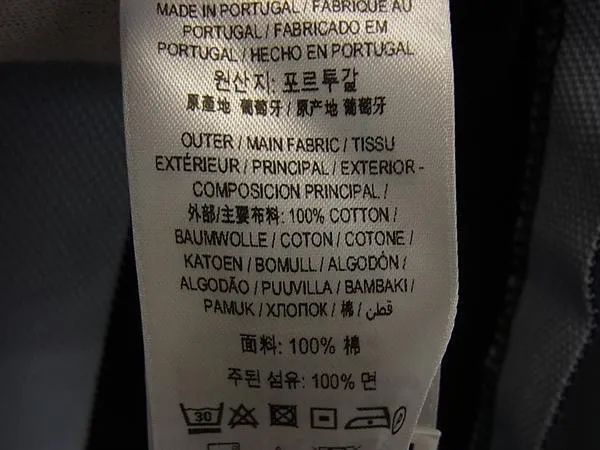 MADE IN PORTUGAL / FABRIQUÉ AU
PORTUGAL / FABRICADO EM
PORTUGAL / HECHO EN PORTUGAL
원산지: 포르투갈
原產地 葡萄牙 / 原产地 葡萄牙
OUTER / MAIN FABRIC / TISSU
EXTÉRIEUR / PRINCIPAL / EXTERIOR -
COMPOSICION PRINCIPAL /
外部/主要布料: 100% COTTON /
BAUMWOLLE / COTON / COTONE /
KATOEN / BOMULL / ALGODÓN /
ALGODÃO / PUUVILLA / BAMBAKI /
PAMUK / ХЛОПОК / 棉 / قطن
面料: 100% 棉
주된 섬유: 100% 면
30